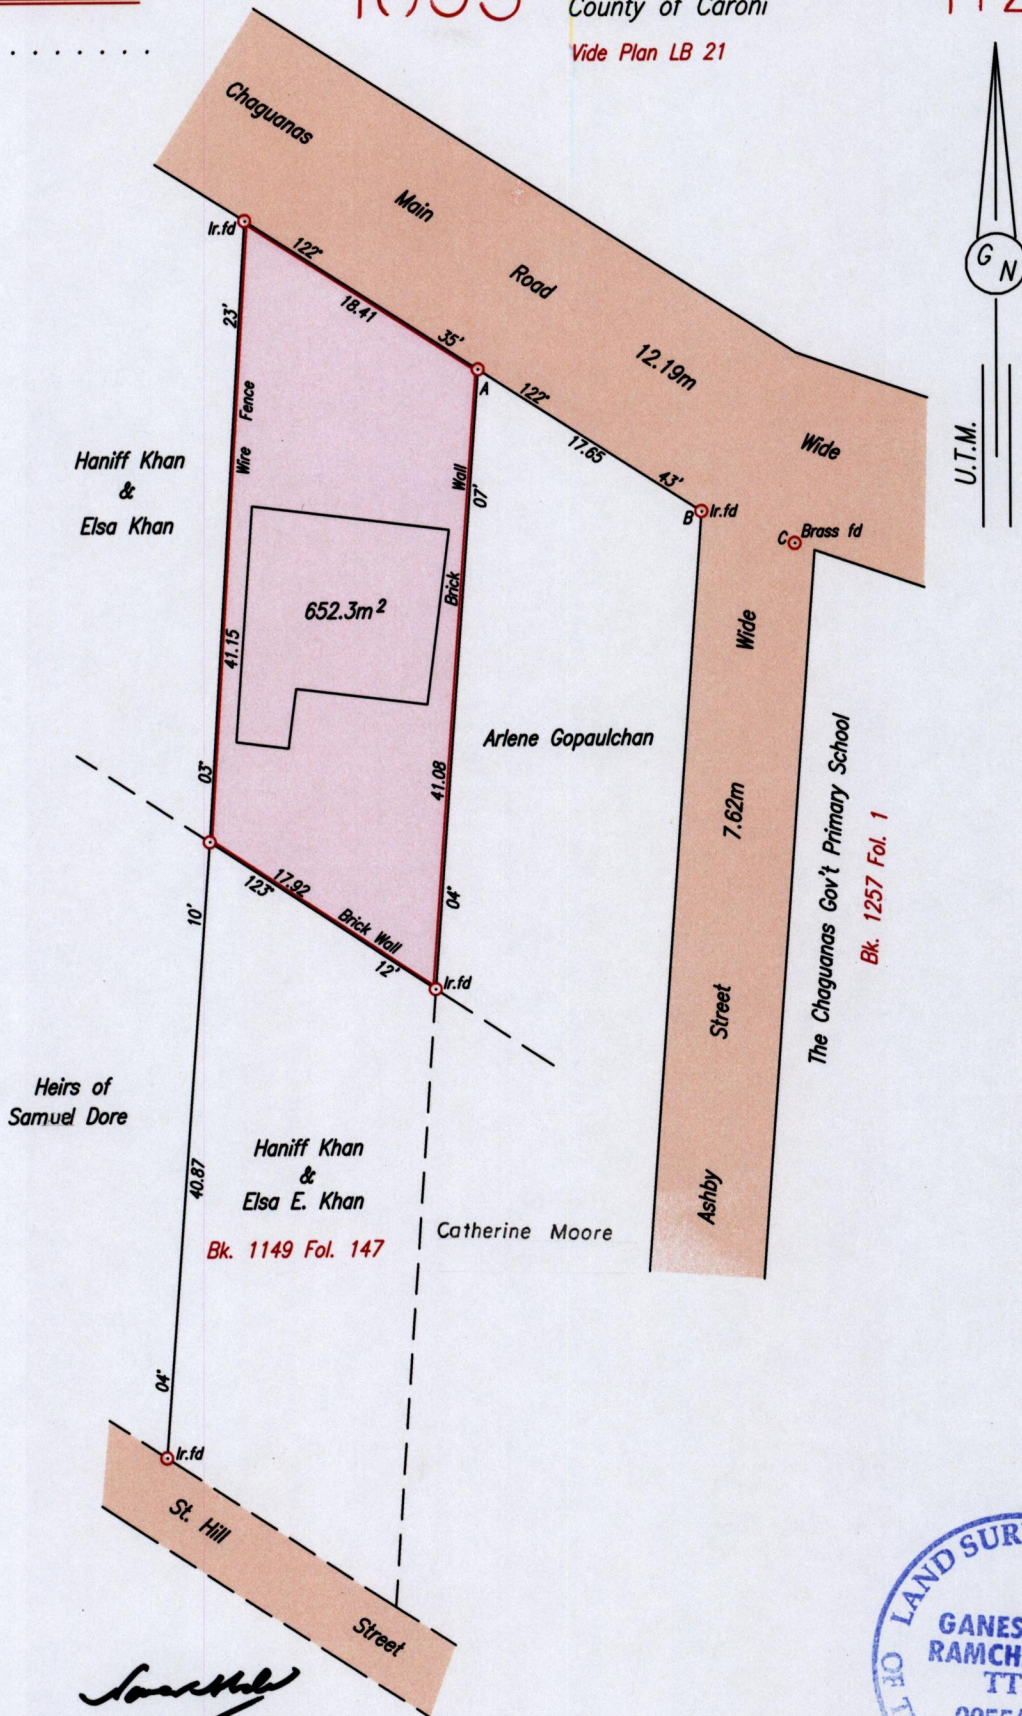 County of Caroni
Vide Plan LB 21
Chaguanas
Main
Road
12.19m
Wide
Ir.fd
122°
18.41
35'
A
122°
17.65
43'
B
Ir.fd
C
Brass fd
G N
U.T.M.
23'
Wire Fence
41.15
03°
Haniff Khan
&
Elsa Khan
652.3m²
Brick Wall
07'
41.08
04°
Arlene Gopaulchan
Wide
7.62m
Street
Ashby
The Chaguanas Gov't Primary School
Bk. 1257 Fol. 1
17.92
123°
Brick Wall
12'
Ir.fd
10'
40.87
04°
Heirs of
Samuel Dore
Haniff Khan
&
Elsa E. Khan
Bk. 1149 Fol. 147
Catherine Moore
Ir.fd
St. Hill
Street
LAND SUR
GANES
RAMCH
TT
OF T